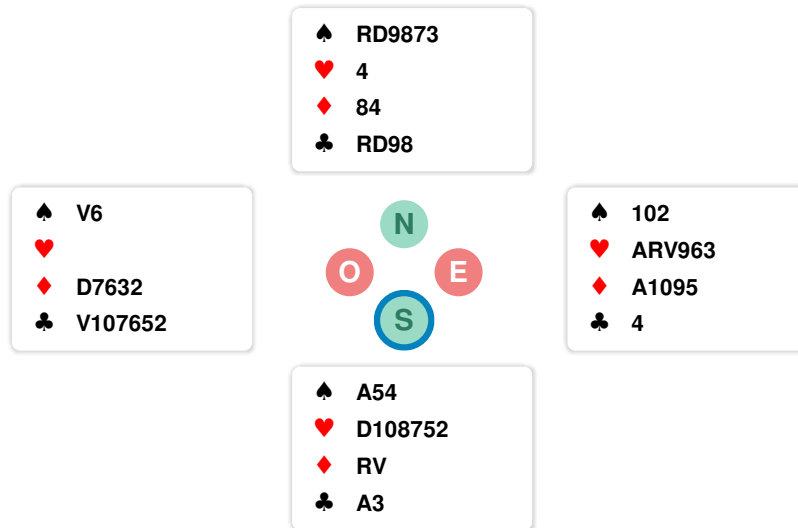 ♠ RD9873
♥ 4
♦ 84
♣ RD98
♠ V6
♥
♦ D7632
♣ V107652
N
O E
S
♠ 102
♥ ARV963
♦ A1095
♣ 4
♠ A54
♥ D108752
♦ RV
♣ A3